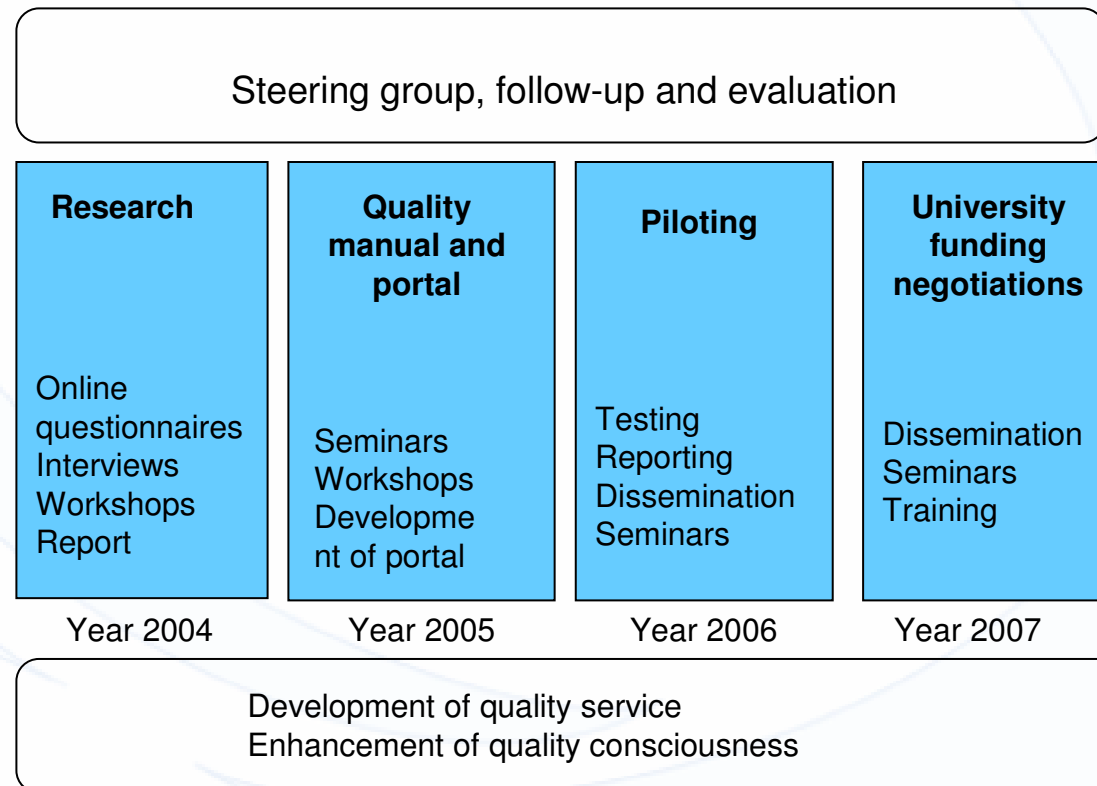 Steering group, follow-up and evaluation
Research
Online
questionnaires
Interviews
Workshops
Report
Year 2004
Quality
manual and
portal
Seminars
Workshops
Developme
nt of portal
Year 2005
Piloting
Testing
Reporting
Dissemination
Seminars
Year 2006
University
funding
negotiations
Dissemination
Seminars
Training
Year 2007
Development of quality service
Enhancement of quality consciousness